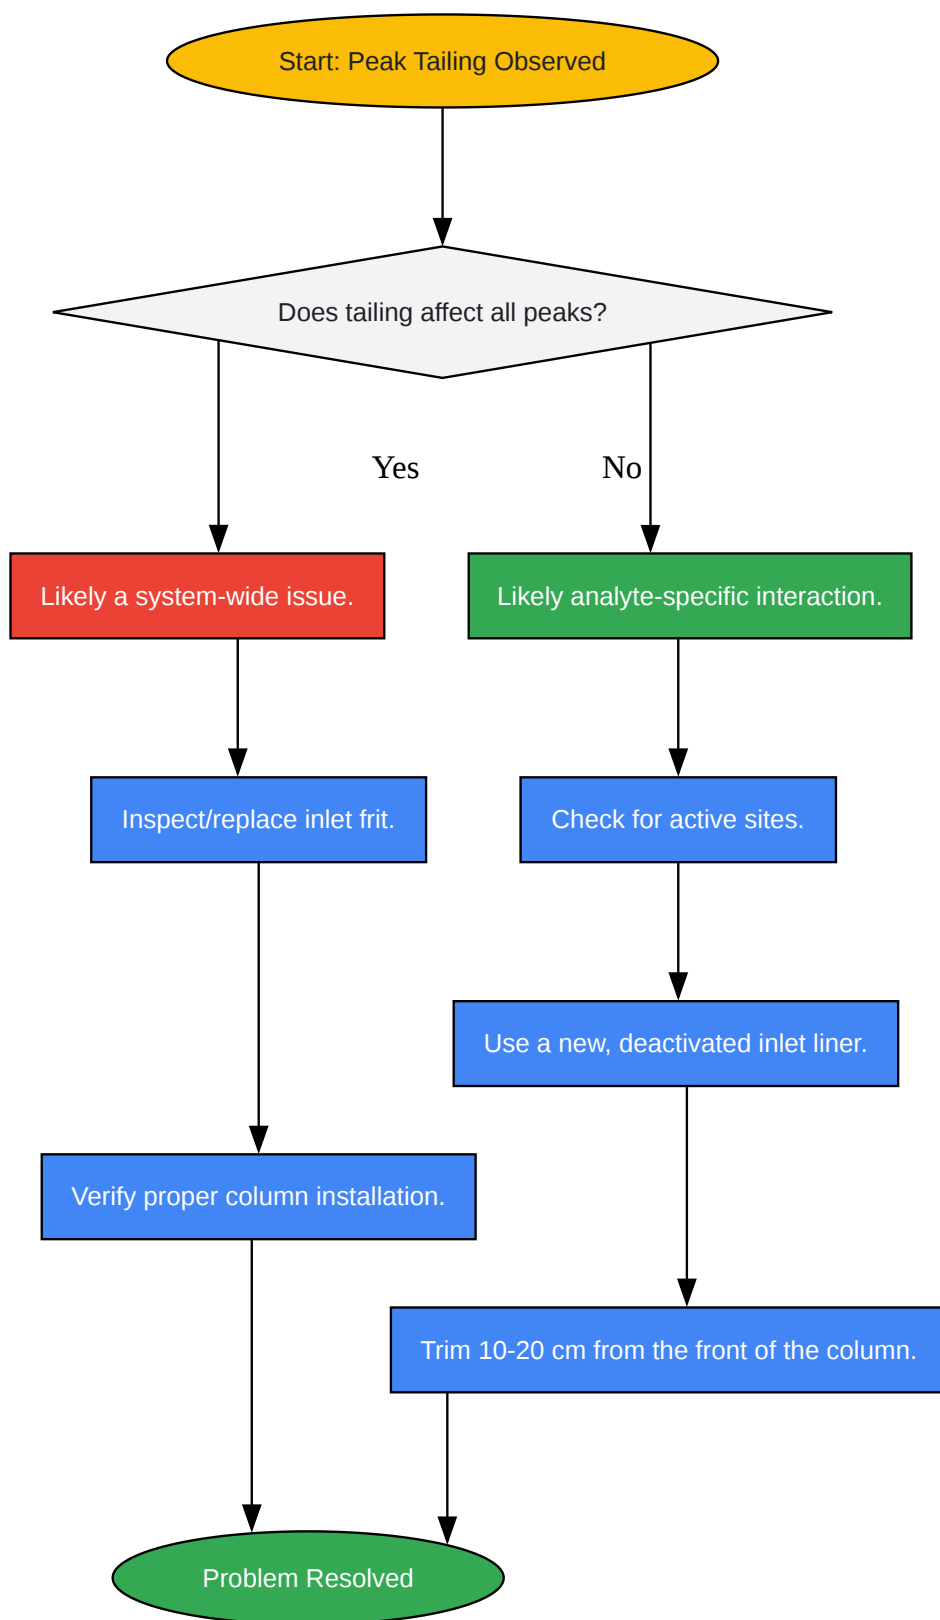 Start: Peak Tailing Observed
Does tailing affect all peaks?
Yes
No
Likely a system-wide issue.
Likely analyte-specific interaction.
Inspect/replace inlet frit.
Check for active sites.
Use a new, deactivated inlet liner.
Verify proper column installation.
Trim 10-20 cm from the front of the column.
Problem Resolved